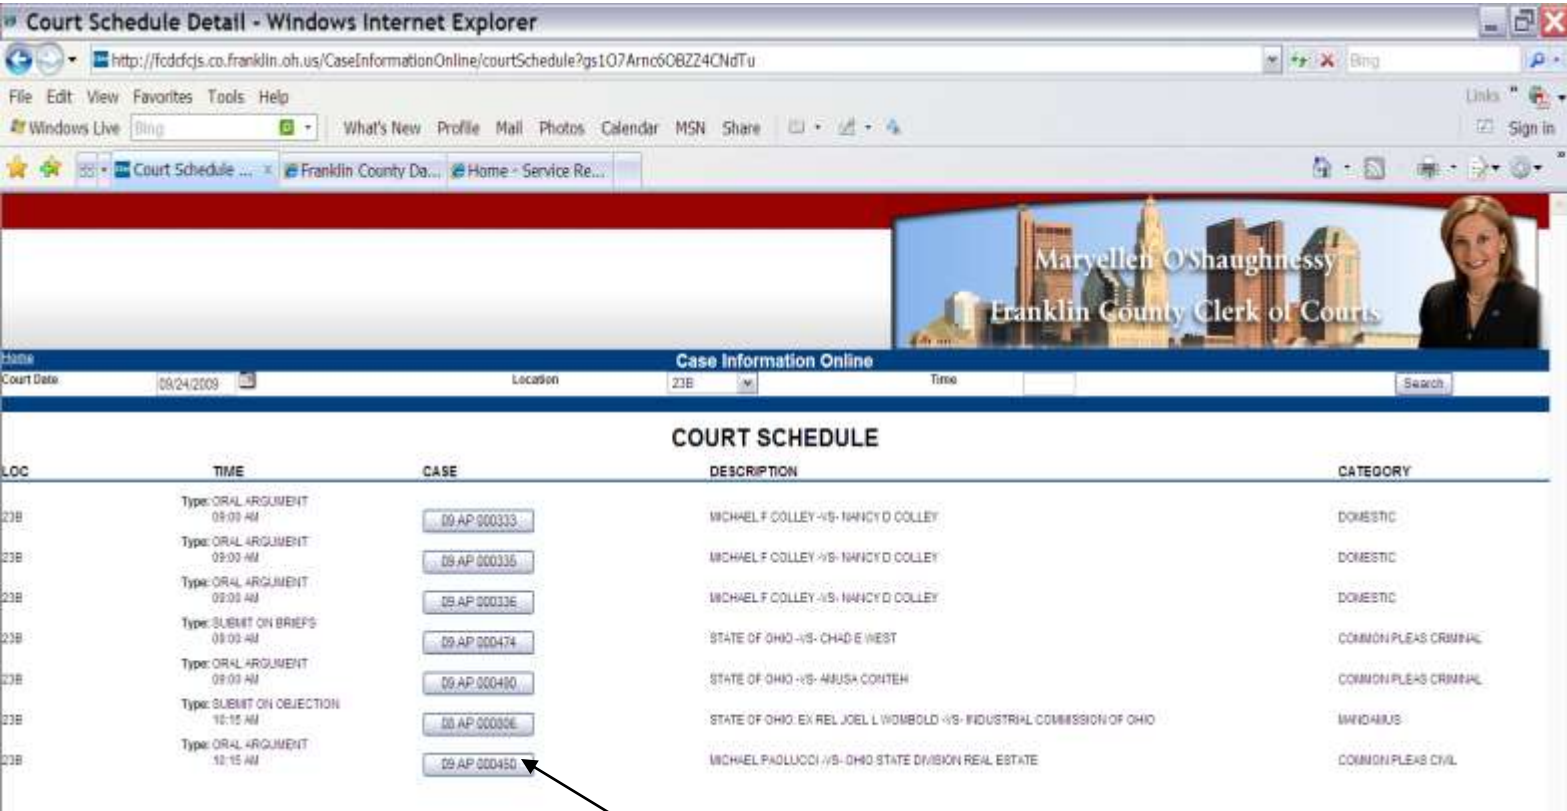 Court Schedule Detail - Windows Internet Explorer
http://fcdcfcjs.co.franklin.oh.us/CaseInformationOnline/courtSchedule?gs1O7Arnc6OBZZ4CNdTu Bing
File Edit View Favorites Tools Help Links "
Windows Live Bing What's New Profile Mail Photos Calendar MSN Share Sign in
Court Schedule ... × Franklin County Da... Home - Service Re... "
Maryellen O'Shaughnessy
Franklin County Clerk of Courts
Home Case Information Online
Court Date 09/24/2009 Location 23B Time Search
COURT SCHEDULE
LOC TIME CASE DESCRIPTION CATEGORY
Type: ORAL ARGUMENT
23B 09:00 AM 09 AP 000333 MICHAEL F COLLEY -VS- NANCY D COLLEY DOMESTIC
Type: ORAL ARGUMENT
23B 09:00 AM 09 AP 000335 MICHAEL F COLLEY -VS- NANCY D COLLEY DOMESTIC
Type: ORAL ARGUMENT
23B 09:00 AM 09 AP 000336 MICHAEL F COLLEY -VS- NANCY D COLLEY DOMESTIC
Type: SUBMIT ON BRIEFS
23B 09:00 AM 09 AP 000474 STATE OF OHIO -VS- CHAD E WEST COMMON PLEAS CRIMINAL
Type: ORAL ARGUMENT
23B 09:00 AM 09 AP 000490 STATE OF OHIO -VS- AMUSA CONTEH COMMON PLEAS CRIMINAL
Type: SUBMIT ON OBJECTION
23B 10:15 AM 08 AP STATE OF OHIO EX REL JOEL L WOMBOLD -VS- INDUSTRIAL COMMISSION OF OHIO MANDAMUS
Type: ORAL ARGUMENT
23B 10:15 AM 09 AP 000450 MICHAEL PAOLUCCI -VS- OHIO STATE DIVISION REAL ESTATE COMMON PLEAS CIVIL